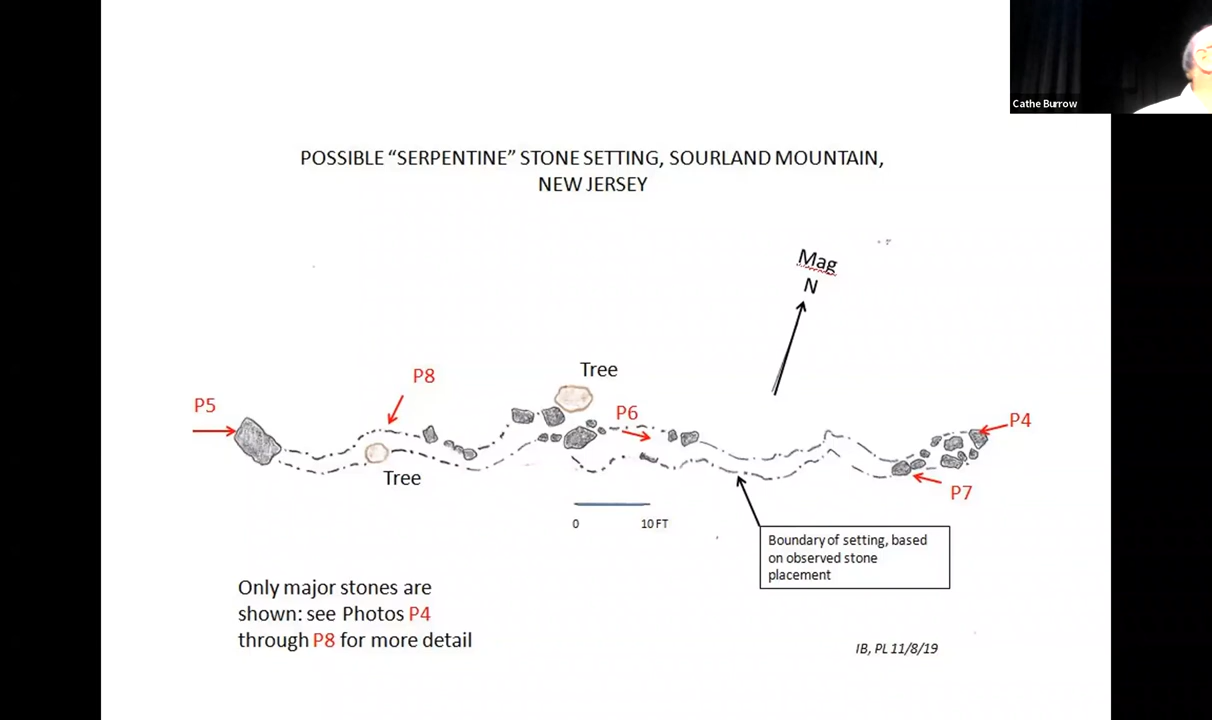 Cathe Burrow
POSSIBLE “SERPENTINE” STONE SETTING, SOURLAND MOUNTAIN,
NEW JERSEY
Mag
N
Tree
P8
P5
P6
P4
Tree
P7
0
10 FT
Boundary of setting, based
on observed stone
placement
Only major stones are
shown: see Photos P4
through P8 for more detail
IB, PL 11/8/19